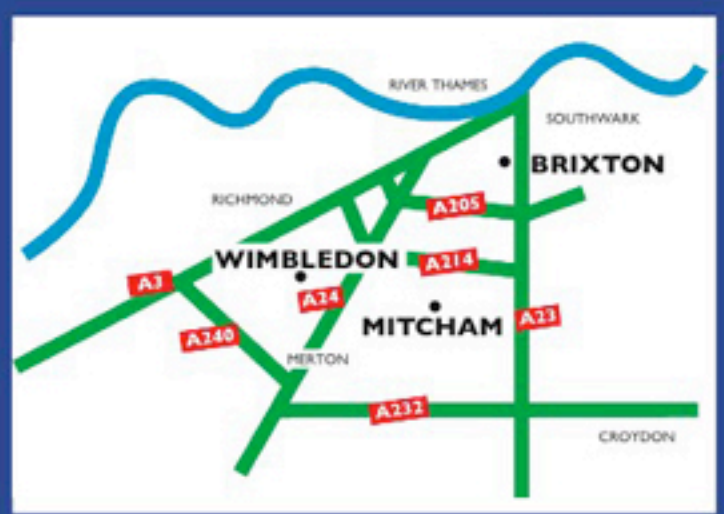 RIVER THAMES
SOUTHWARK
BRIXTON
RICHMOND
A205
WIMBLEDON
A214
A3
A24
MITCHAM
A23
A240
MERTON
A232
CROYDON